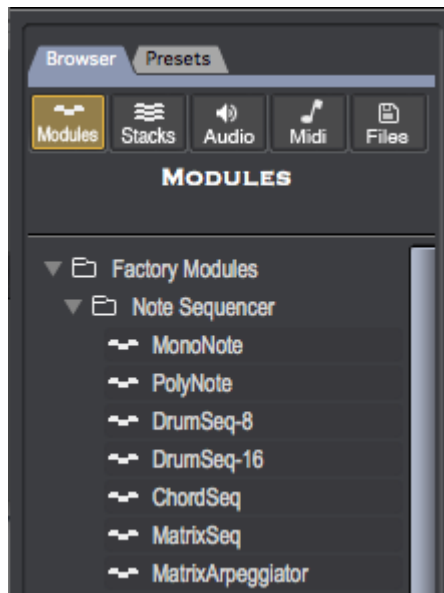 Browser Presets
Modules Stacks Audio Midi Files
MODULES
Factory Modules
Note Sequencer
MonoNote
PolyNote
DrumSeq-8
DrumSeq-16
ChordSeq
MatrixSeq
MatrixArpeggiator